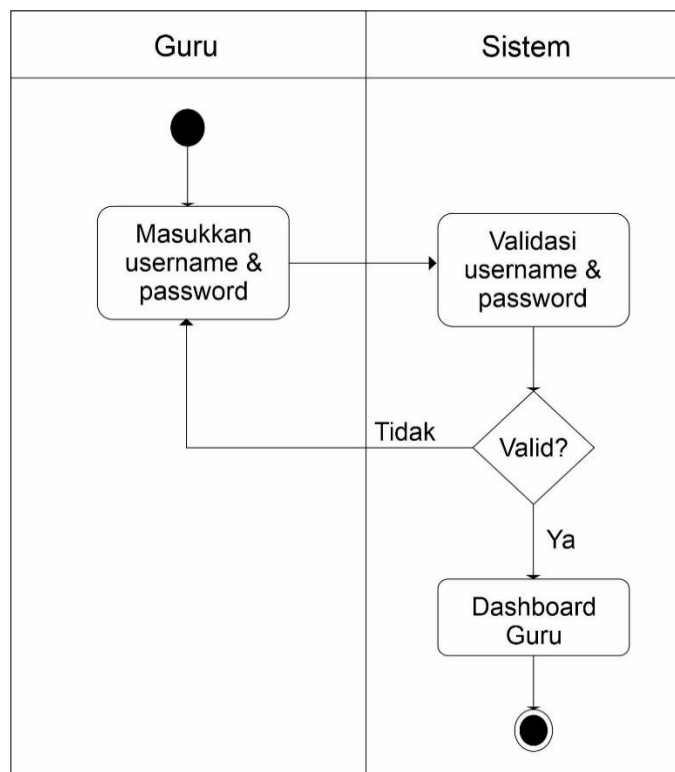 Guru
Sistem
Masukkan
username &
password
Validasi
username &
password
Tidak
Valid?
Ya
Dashboard
Guru